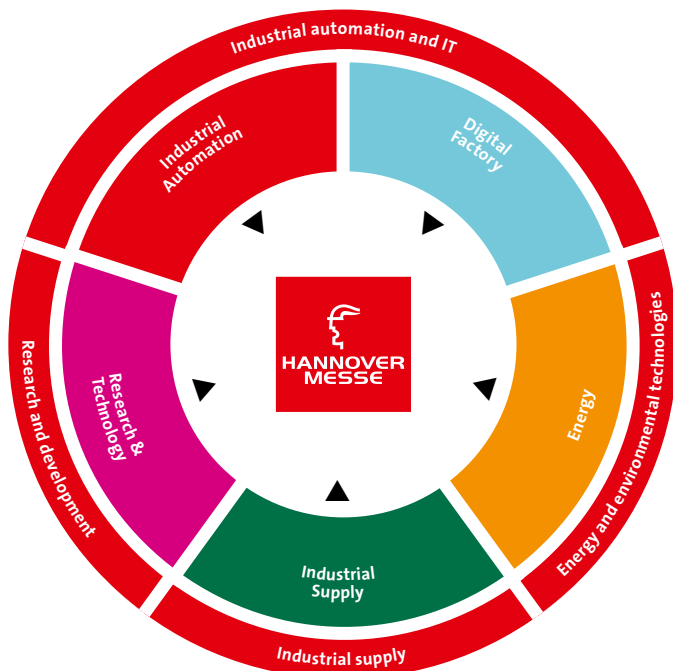 Industrial automation and IT
Industrial
Automation
Digital
Factory
HANNOVER
MESSE
Research and development
Research &
Technology
Energy
Energy and environmental technologies
Industrial
Supply
Industrial supply